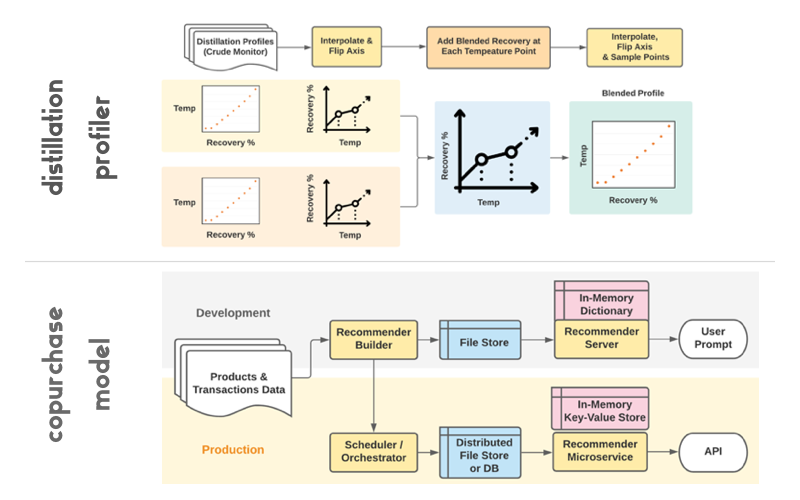 distillation
profiler
Distillation Profiles
(Crude Monitor)
Interpolate &
Flip Axis
Add Blended Recovery at
Each Tempeature Point
Interpolate,
Flip Axis
& Sample Points
Temp
Recovery %
Recovery %
Temp
Temp
Recovery %
Recovery %
Temp
Recovery %
Temp
Blended Profile
Temp
Recovery %
copurchase
model
Development
Products &
Transactions Data
Recommender
Builder
File Store
In-Memory
Dictionary
Recommender
Server
User
Prompt
Production
Scheduler /
Orchestrator
Distributed
File Store
or DB
In-Memory
Key-Value Store
Recommender
Microservice
API